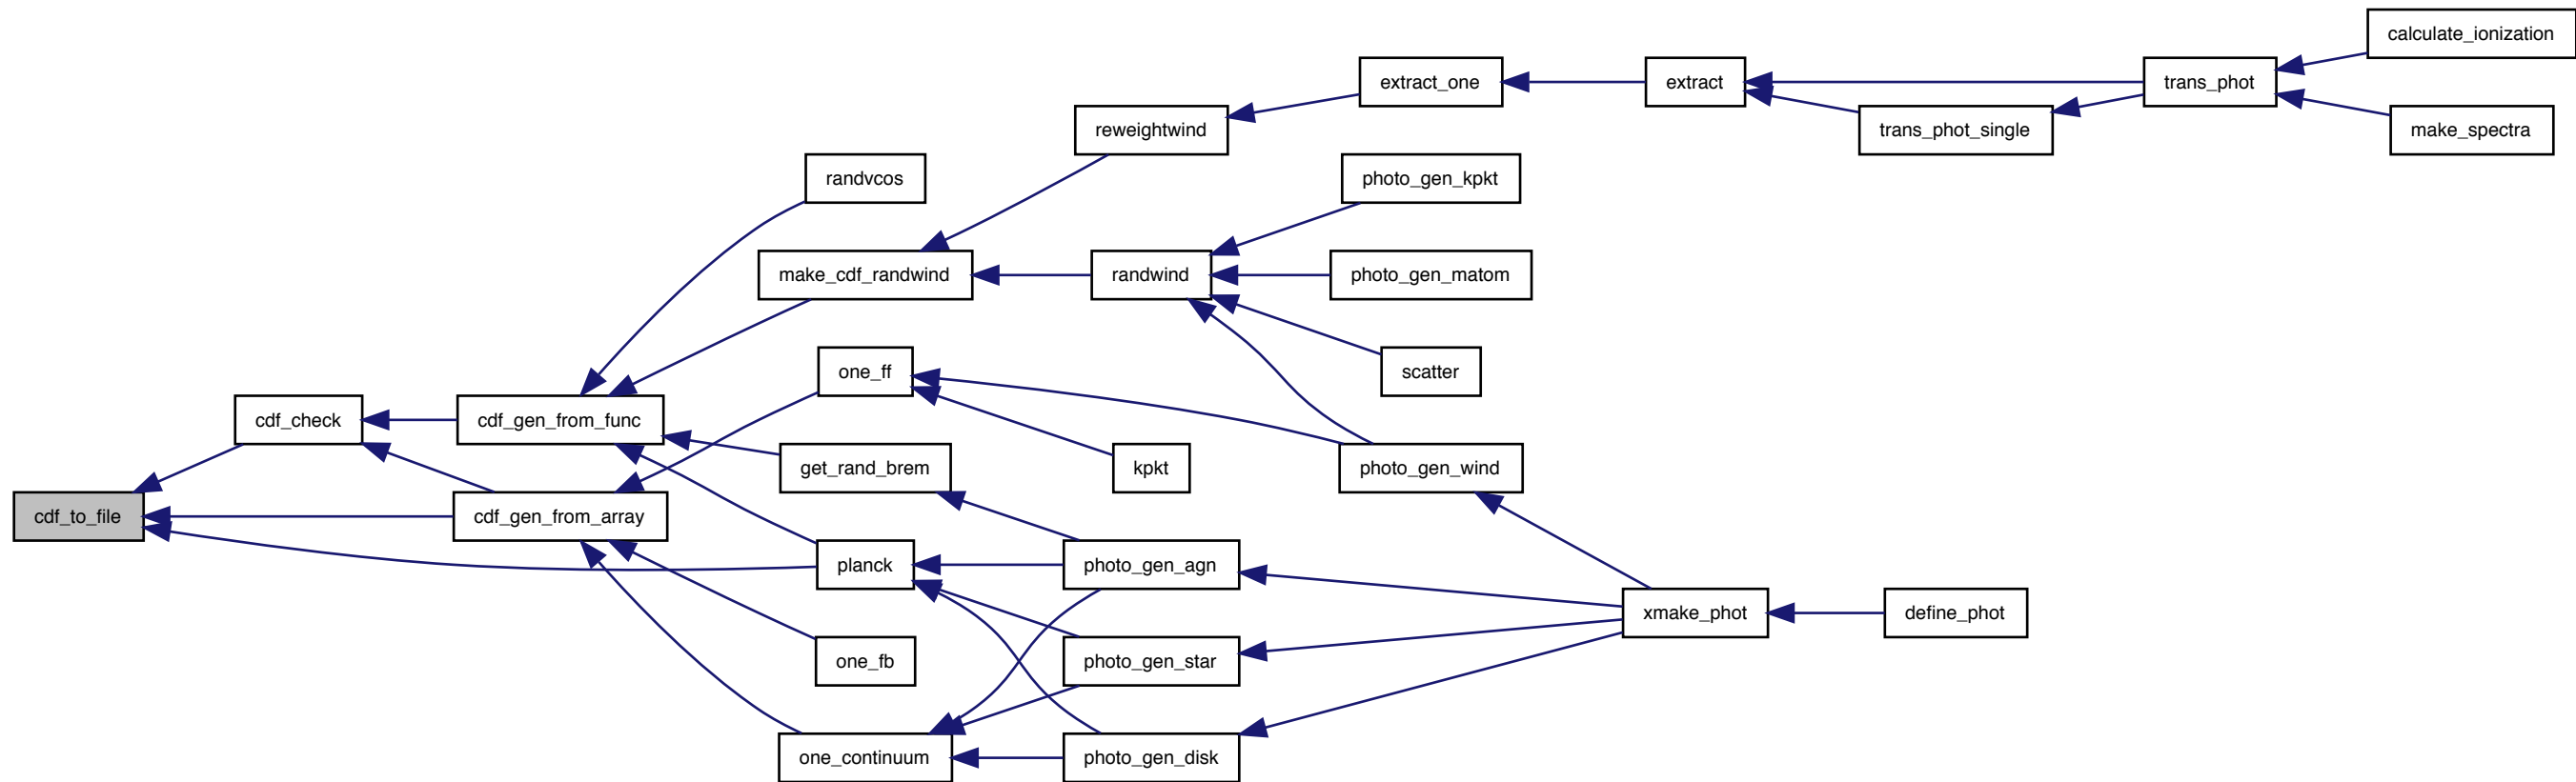 calculate_ionization
extract_one
extract
trans_phot
reweightwind
trans_phot_single
make_spectra
randvcos
photo_gen_kpkt
make_cdf_randwind
randwind
photo_gen_matom
one_ff
scatter
cdf_check
cdf_gen_from_func
get_rand_brem
kpkt
photo_gen_wind
cdf_to_file
cdf_gen_from_array
planck
photo_gen_agn
xmake_phot
define_phot
one_fb
photo_gen_star
one_continuum
photo_gen_disk